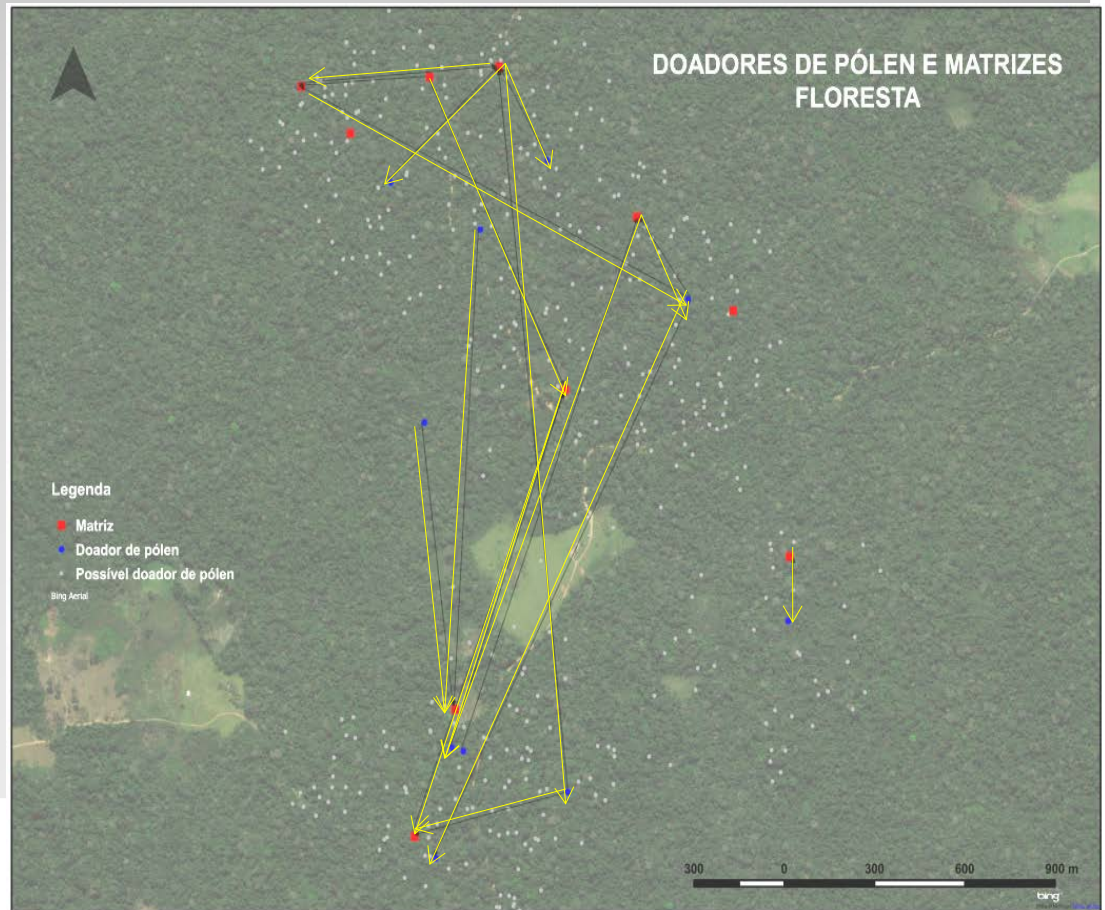 DOADORES DE PÓLEN E MATRIZES
FLORESTA
Legenda
Matriz
Doador de pólen
Possível doador de pólen
Bing Aerial
300 0 300 600 900 m
bing